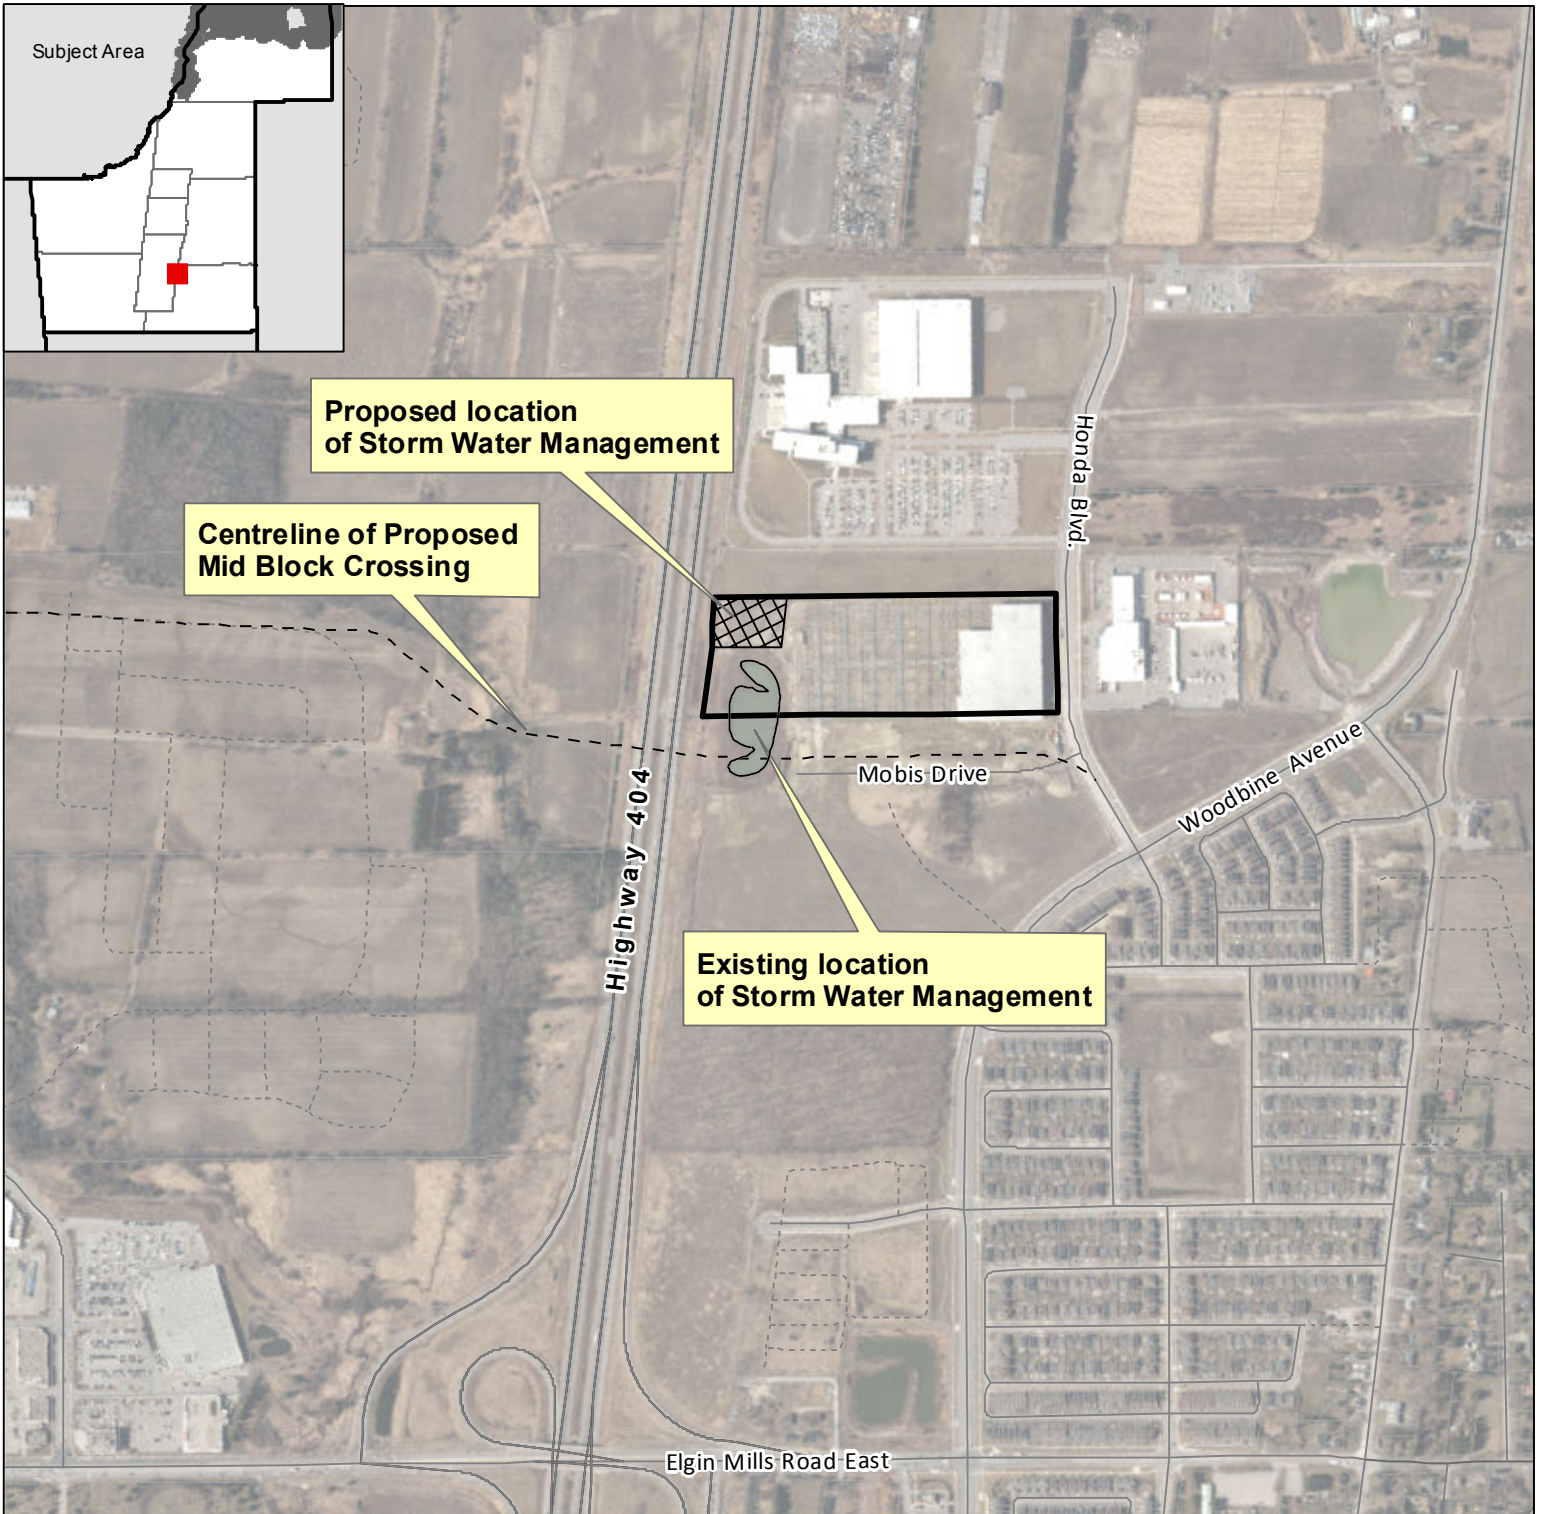 Subject Area
Proposed location
of Storm Water Management
Centreline of Proposed
Mid Block Crossing
Honda Blvd.
Mobis Drive
Woodbine Avenue
Highway 404
Existing location
of Storm Water Management
Elgin Mills Road East